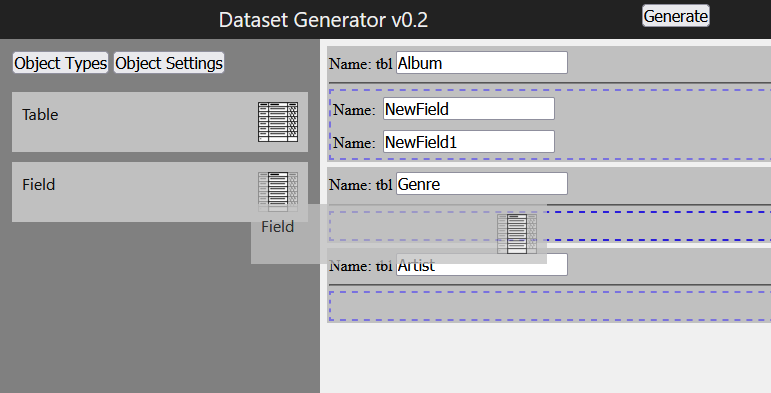 Dataset Generator v0.2
Generate
Object Types Object Settings
Table
Field
Field
Name: tbl Album
Name: NewField
Name: NewField1
Name: tbl Genre
Name: tbl Artist